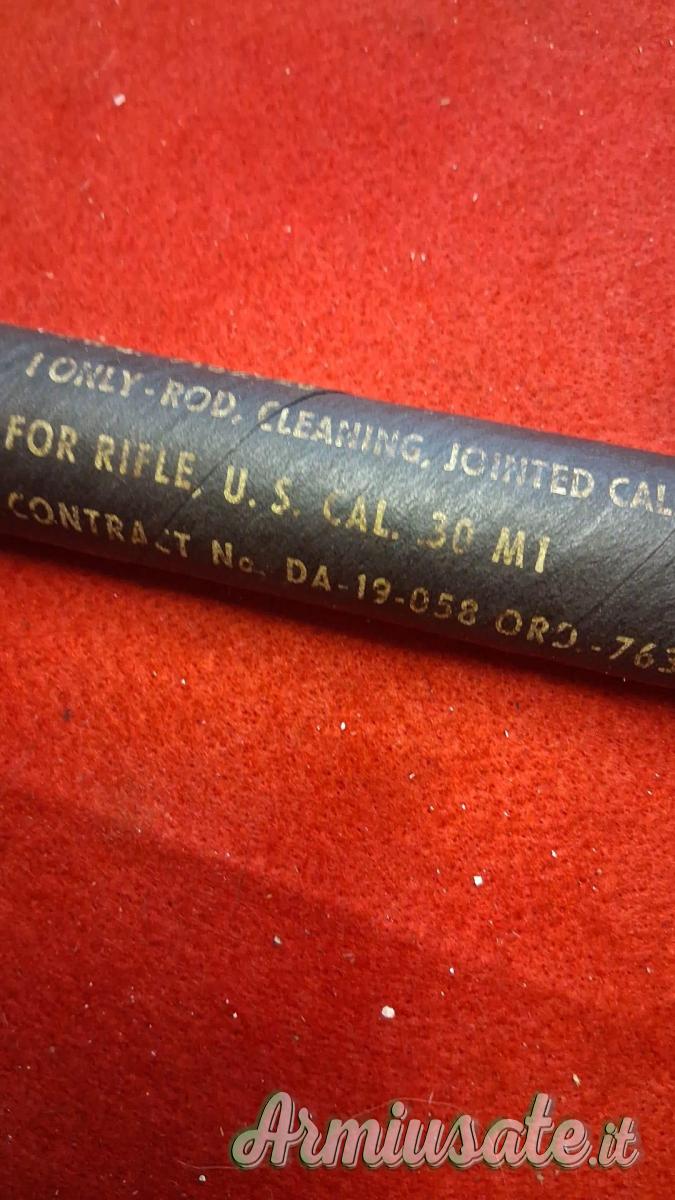 1 ONLY - ROD, CLEANING, JOINTED CAL.
FOR RIFLE, U. S. CAL. .30 M1
CONTRACT No. DA-19-058 ORD.-763
Armiusate.it